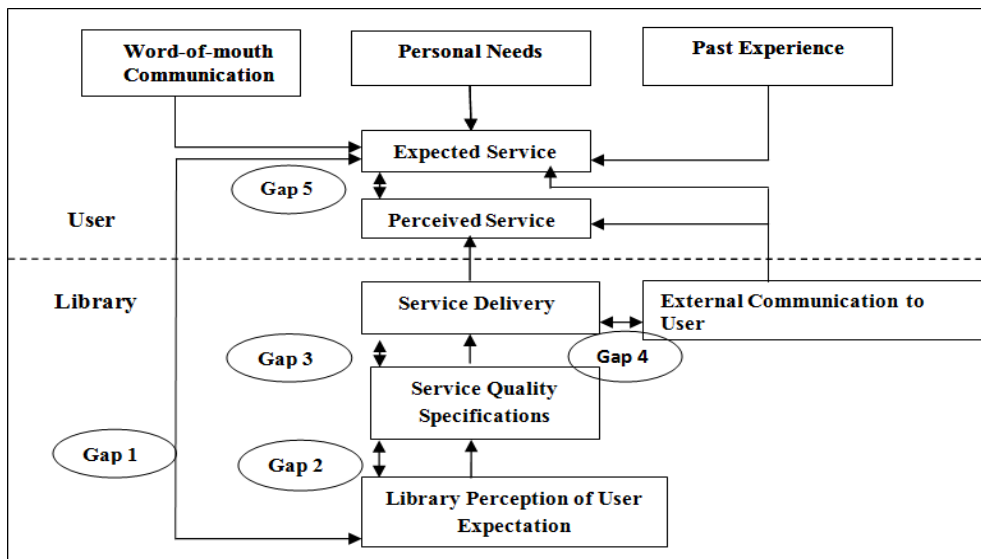 Word-of-mouth
Communication
Personal Needs
Past Experience
Expected Service
Gap 5
Perceived Service
User
Library
Service Delivery
External Communication to
User
Gap 3
Gap 4
Service Quality
Specifications
Gap 1
Gap 2
Library Perception of User
Expectation